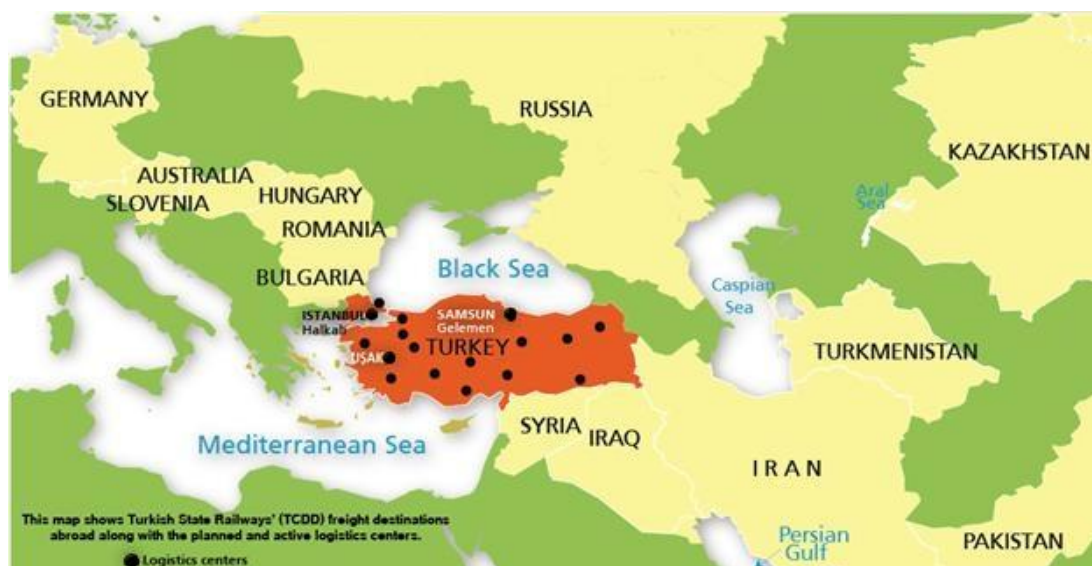 GERMANY
RUSSIA
KAZAKHSTAN
AUSTRALIA
HUNGARY
SLOVENIA
Aral
Sea
ROMANIA
BULGARIA
Black Sea
Caspian
Sea
ISTANBUL
Halkalı
SAMSUN
Gelemen
UŞAK
TURKEY
TURKMENISTAN
SYRIA
IRAQ
Mediterranean Sea
IRAN
This map shows Turkish State Railways' (TCDD) freight destinations
abroad along with the planned and active logistics centers.
Logistics centers
Persian
Gulf
PAKISTAN